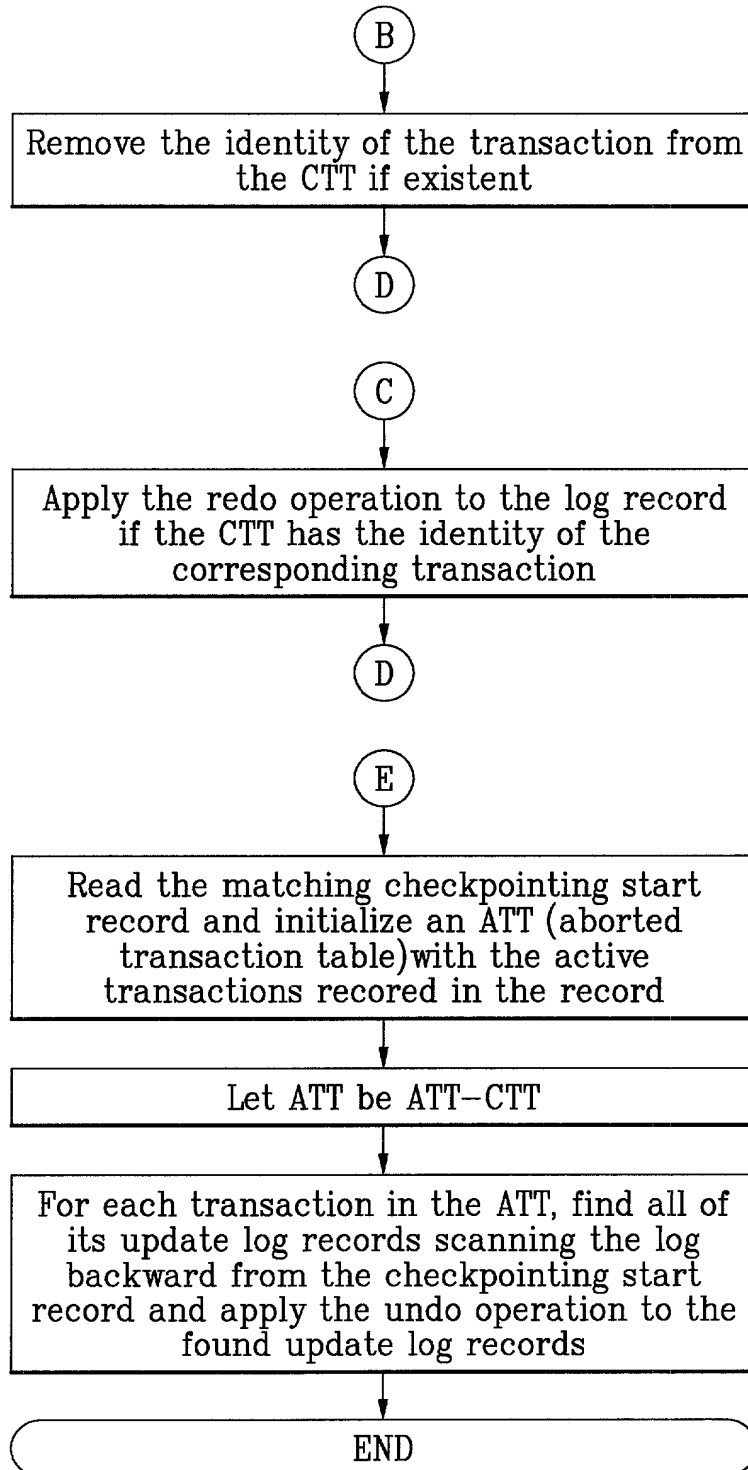 B
Remove the identity of the transaction from
the CTT if existent
D
C
Apply the redo operation to the log record
if the CTT has the identity of the
corresponding transaction
D
E
Read the matching checkpointing start
record and initialize an ATT (aborted
transaction table)with the active
transactions recored in the record
Let ATT be ATT-CTT
For each transaction in the ATT, find all of
its update log records scanning the log
backward from the checkpointing start
record and apply the undo operation to the
found update log records
END